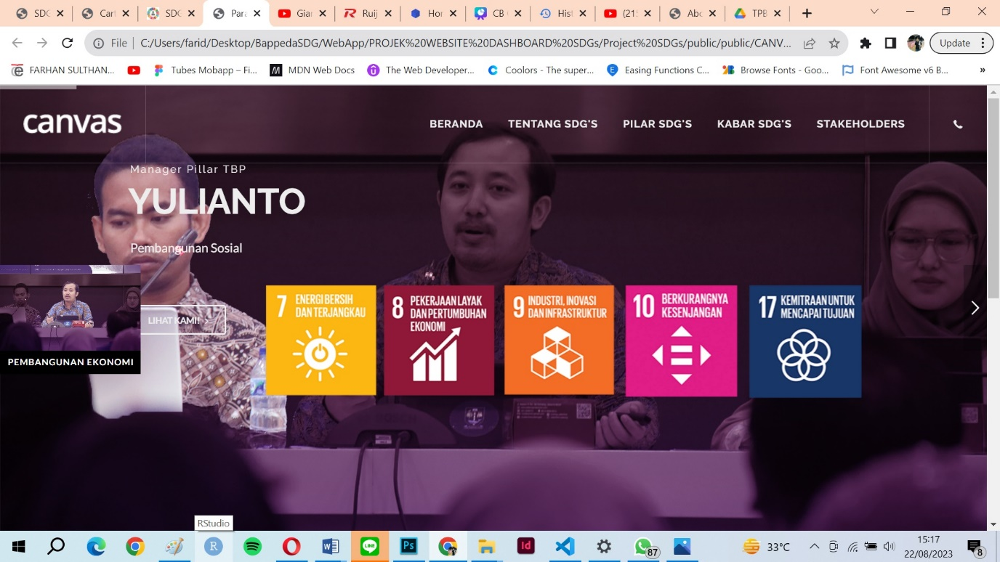 SDC
Cart
SDC
Para
Gian
Ruij
Hor
CB
Hist
(21
Abc
TPB
File
C:/Users/farid/Desktop/BappedaSDG/WebApp/PROJEK%20WEBSITE%20DASHBOARD%20SDGs/Project%20SDGs/public/public/CANV...
Update
FARHAN SULTHAN...
Tubes Mobapp – Fi...
MDN Web Docs
The Web Developer...
Coolors - The super...
Easing Functions C...
Browse Fonts - Goo...
Font Awesome v6 B...
»
canvas
BERANDA
TENTANG SDG'S
PILAR SDG'S
KABAR SDG'S
STAKEHOLDERS
Manager Pillar TBP
YULIANTO
Pembangunan Sosial
LIHAT KAMI!
PEMBANGUNAN EKONOMI
7 ENERGI BERSIH
DAN TERJANGKAU
8 PEKERJAAN LAYAK
DAN PERTUMBUHAN
EKONOMI
9 INDUSTRI, INOVASI
DAN INFRASTRUKTUR
10 BERKURANGNYA
KESENJANGAN
17 KEMITRAAN UNTUK
MENCAPAI TUJUAN
BOSCH
RStudio
87
33°C
15:17
22/08/2023
8